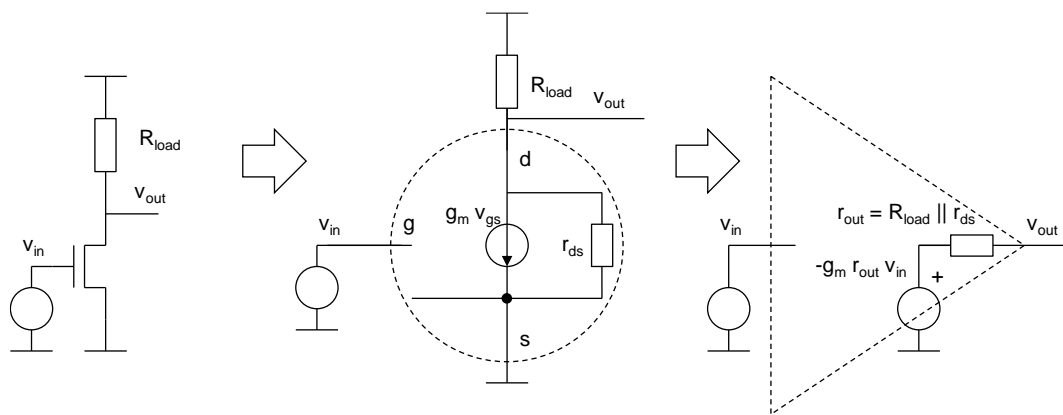 R_load
v_out
v_in
R_load
v_out
d
g_m v_gs
g
v_in
r_ds
s
r_out = R_load || r_ds
v_out
v_in
-g_m r_out v_in
+